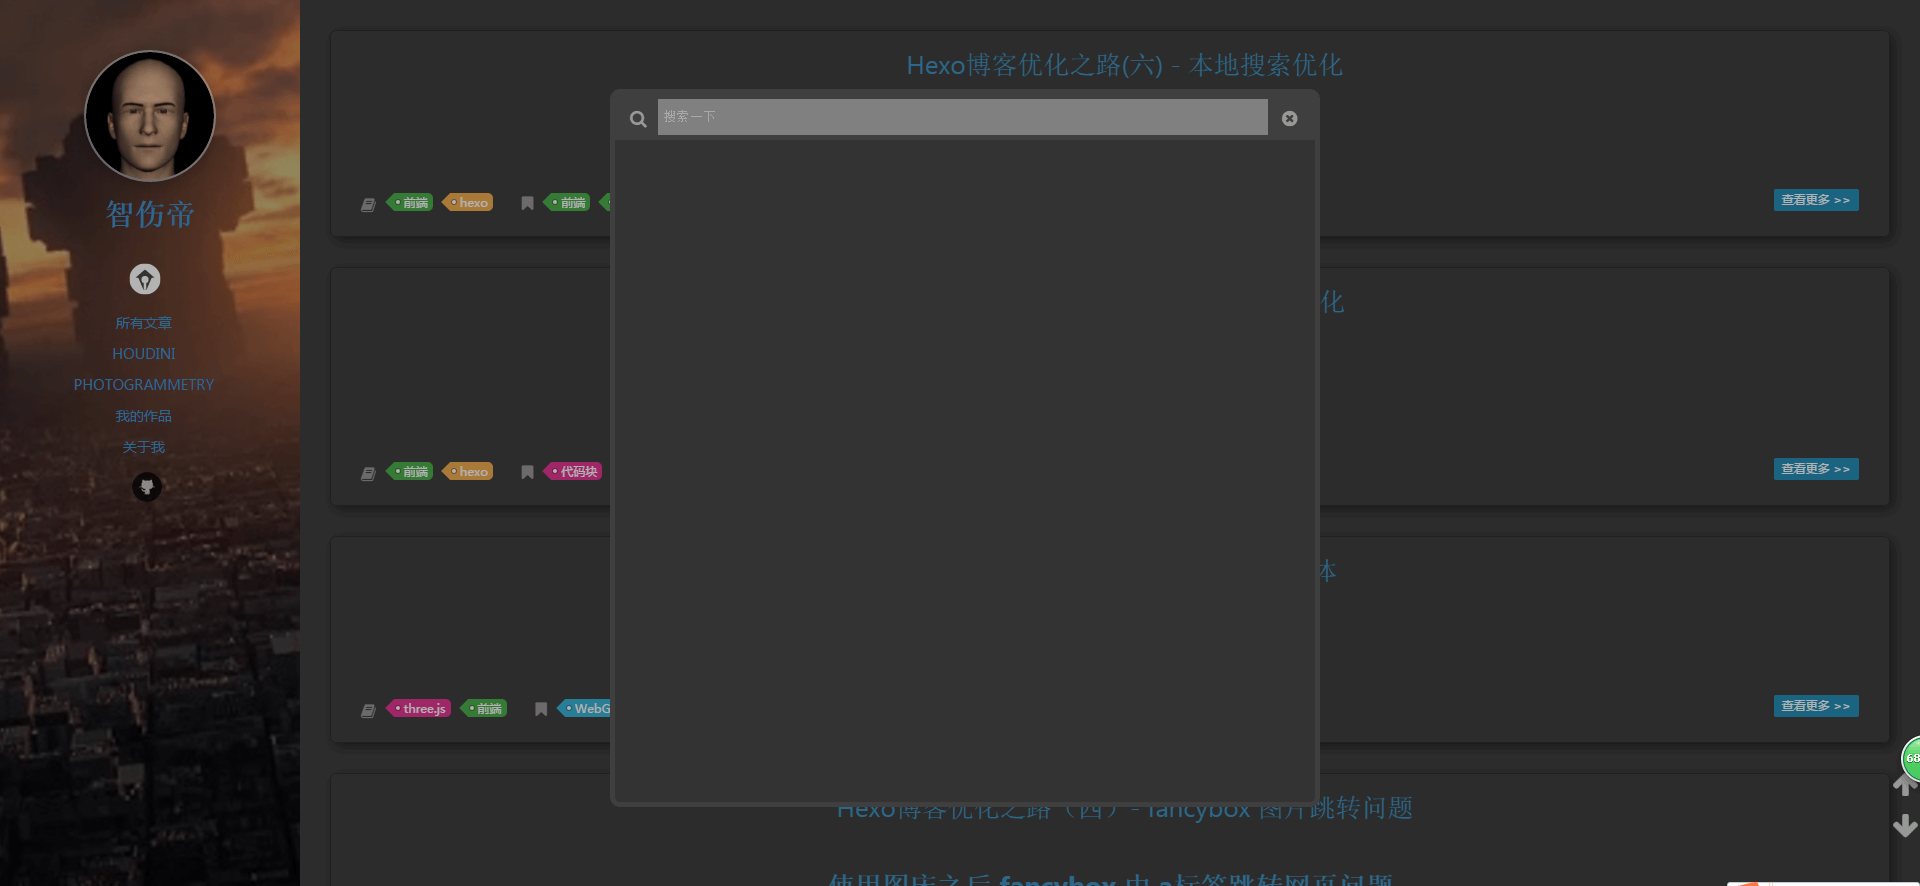 智伤帝
所有文章
HOUDINI
PHOTOGRAMMETRY
我的作品
关于我
Hexo博客优化之路(六) - 本地搜索优化
搜索一下
前端 hexo 前端
查看更多 >>
化
前端 hexo 代码块
查看更多 >>
体
three.js 前端 WebG
查看更多 >>
Hexo博客优化之路（四）- fancybox 图片跳转问题
使用图床之后 fancybox 由 a标签跳转网页问题
68